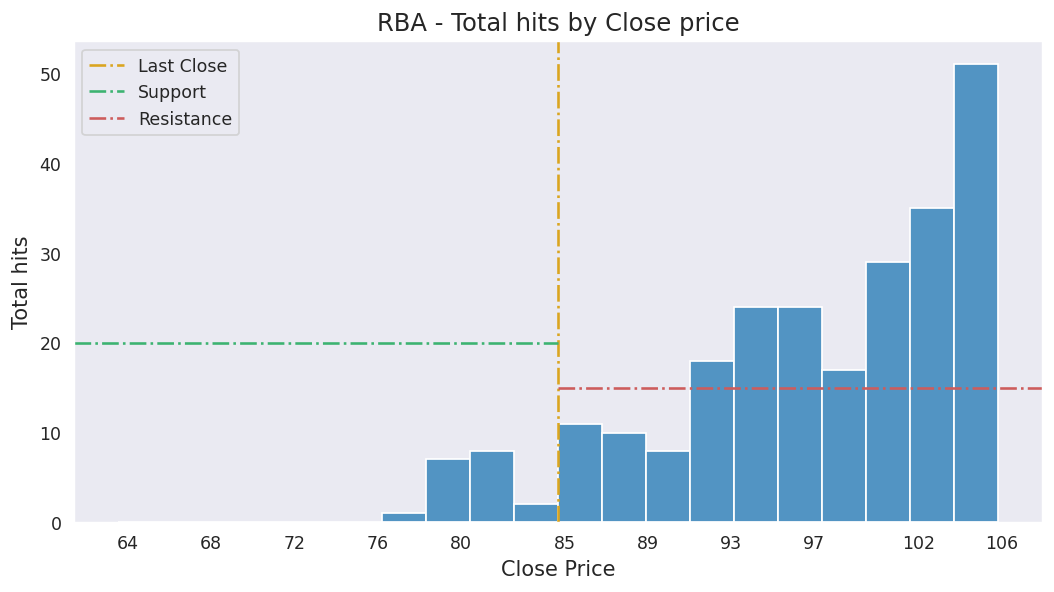 RBA - Total hits by Close price
Last Close
Support
Resistance
50
40
30
20
10
0
Total hits
64 68 72 76 80 85 89 93 97 102 106
Close Price